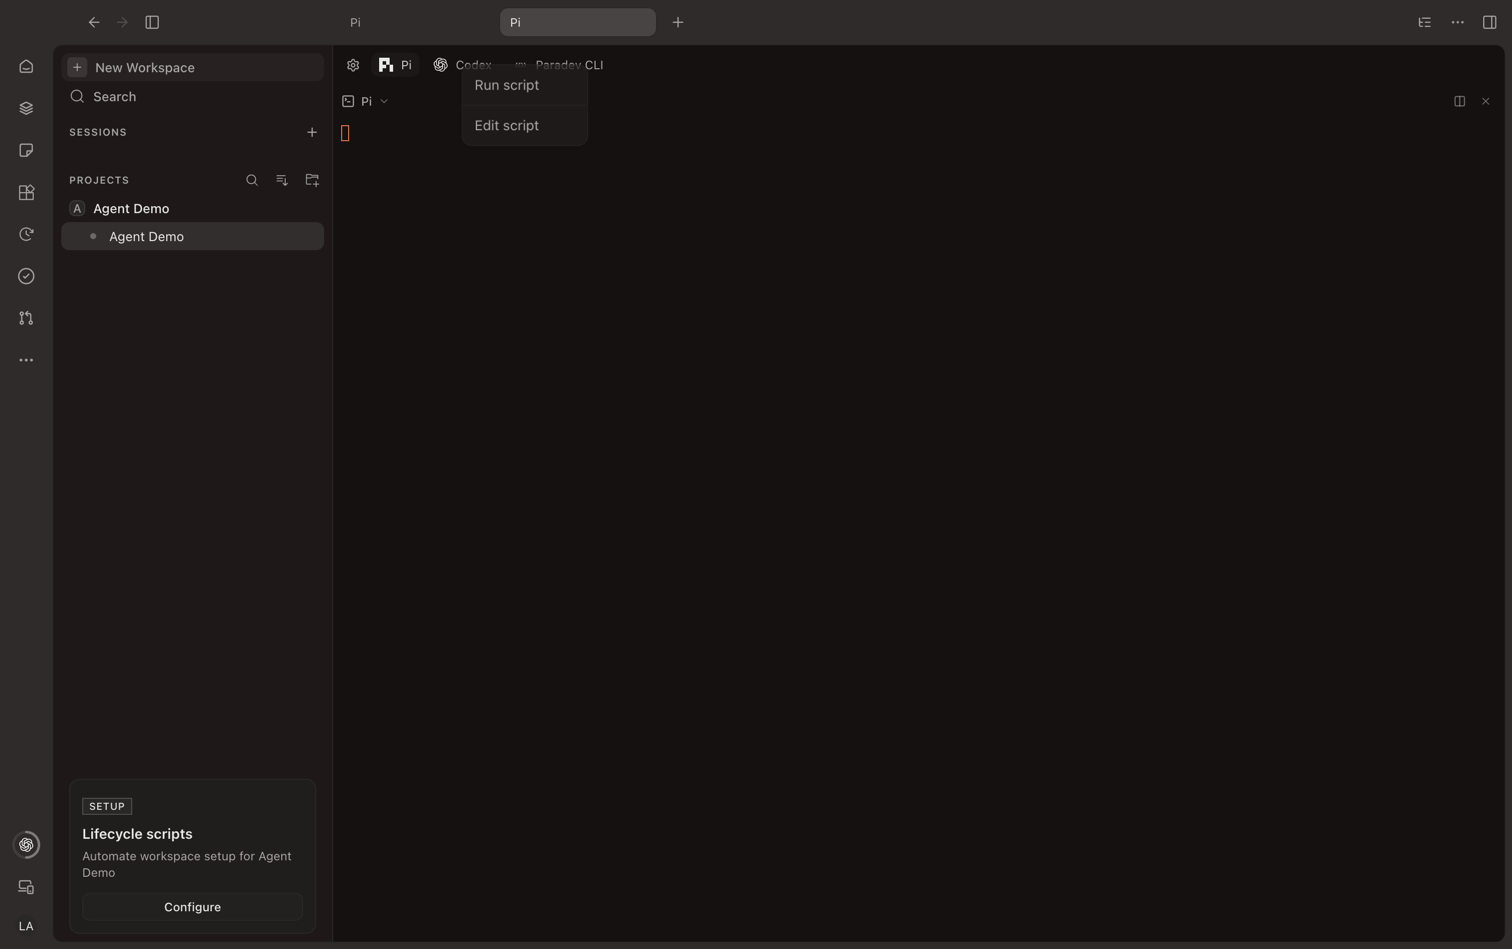 Pi
Pi
New Workspace
Search
SESSIONS
PROJECTS
A Agent Demo
Agent Demo
SETUP
Lifecycle scripts
Automate workspace setup for Agent
Demo
Configure
LA
Pi
Codex
Paradev CLI
Run script
Edit script
Pi